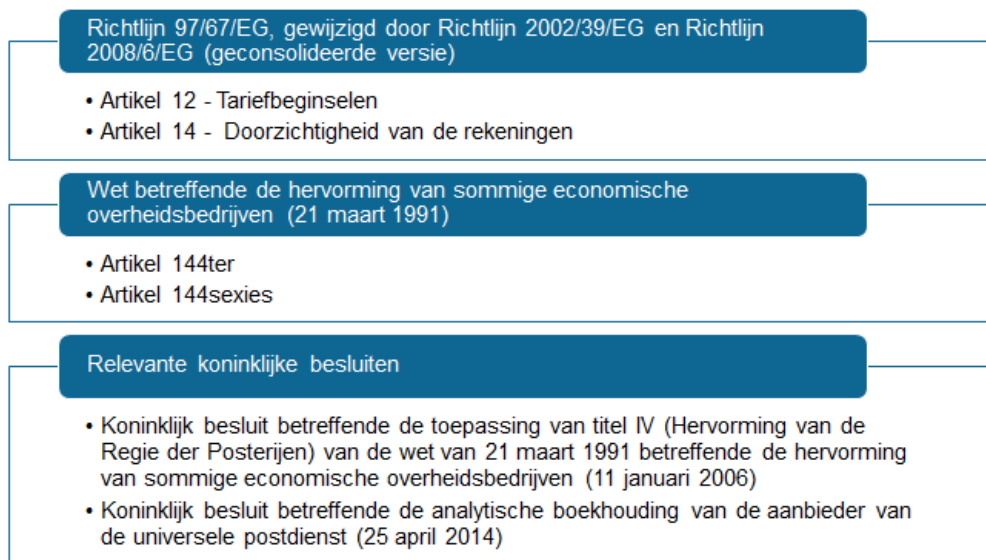 Richtlijn 97/67/EG, gewijzigd door Richtlijn 2002/39/EG en Richtlijn
2008/6/EG (geconsolideerde versie)
• Artikel 12 - Tariefbeginselen
• Artikel 14 - Doorzichtigheid van de rekeningen
Wet betreffende de hervorming van sommige economische
overheidsbedrijven (21 maart 1991)
• Artikel 144ter
• Artikel 144sexies
Relevante koninklijke besluiten
• Koninklijk besluit betreffende de toepassing van titel IV (Hervorming van de
Regie der Posterijen) van de wet van 21 maart 1991 betreffende de hervorming
van sommige economische overheidsbedrijven (11 januari 2006)
• Koninklijk besluit betreffende de analytische boekhouding van de aanbieder van
de universele postdienst (25 april 2014)